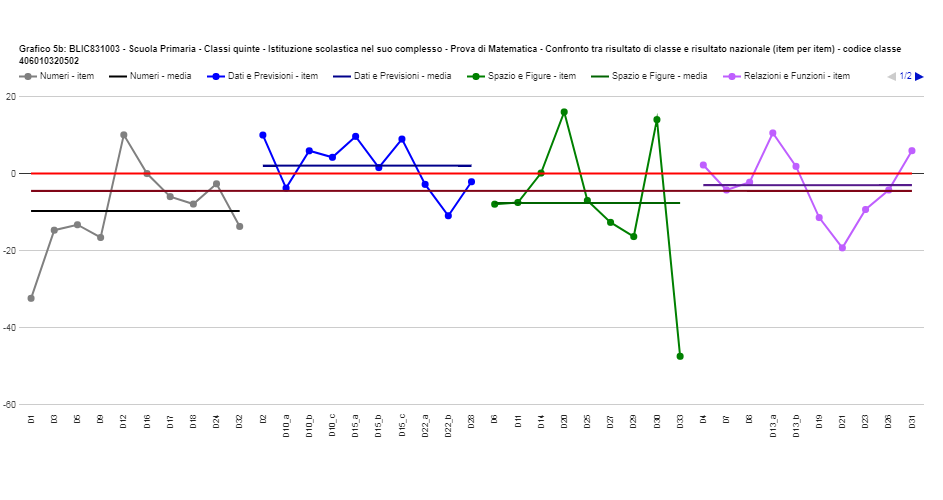 Grafico 5b: BLIC831003 - Scuola Primaria - Classi quinte - Istituzione scolastica nel suo complesso - Prova di Matematica - Confronto tra risultato di classe e risultato nazionale (item per item) - codice classe
406010320502
Numeri - item Numeri - media Dati e Previsioni - item Dati e Previsioni - media Spazio e Figure - item Spazio e Figure - media Relazioni e Funzioni - item 1/2
20
0
-20
-40
-60
D1 D3 D5 D9 D12 D16 D17 D18 D24 D32 D2 D10_a D10_b D10_c D15_a D15_b D15_c D22_a D22_b D28 D6 D11 D14 D20 D25 D27 D29 D30 D33 D4 D7 D8 D13_a D13_b D19 D21 D23 D26 D31